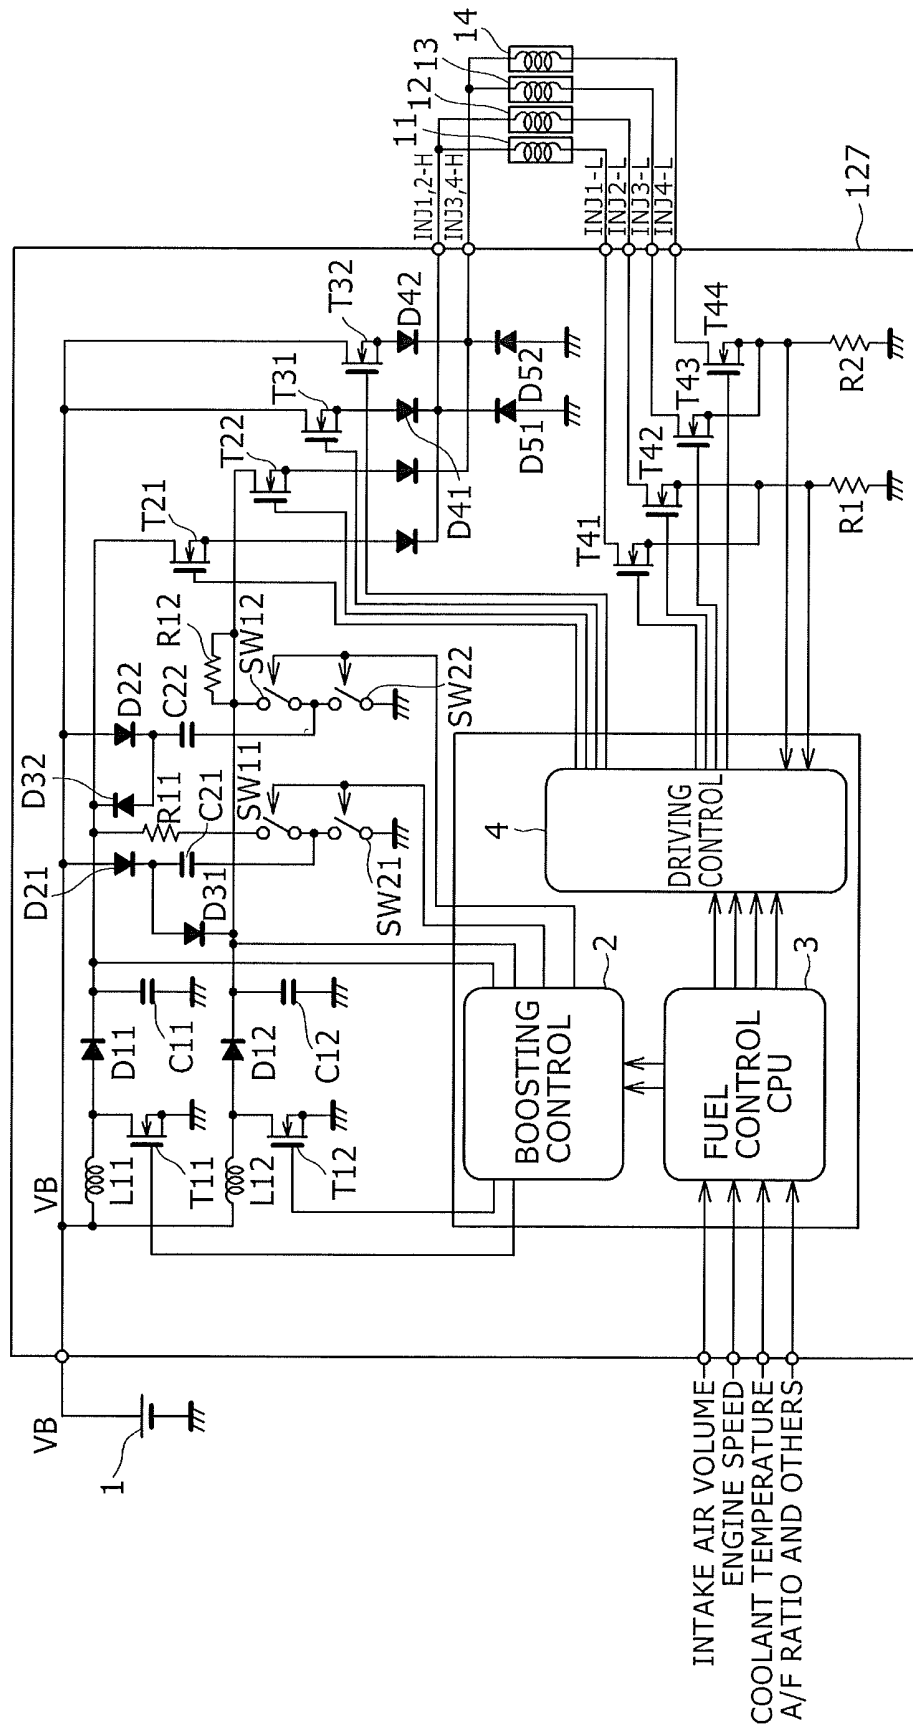 VB
1
VB
L11
T11
D11
C11
L12
T12
D12
C12
D21
D31
C21
R11
SW11
SW21
D32
D22
C22
R12
SW12
SW22
T21
T22
T31
T32
D41
D42
D51
D52
INJ1,2-H
INJ3,4-H
11
12
13
14
INJ1-L
INJ2-L
INJ3-L
INJ4-L
127
T41
T42
T43
T44
R1
R2
BOOSTING
CONTROL
2
FUEL
CONTROL
CPU
3
DRIVING
CONTROL
4
INTAKE AIR VOLUME
ENGINE SPEED
COOLANT TEMPERATURE
A/F RATIO AND OTHERS